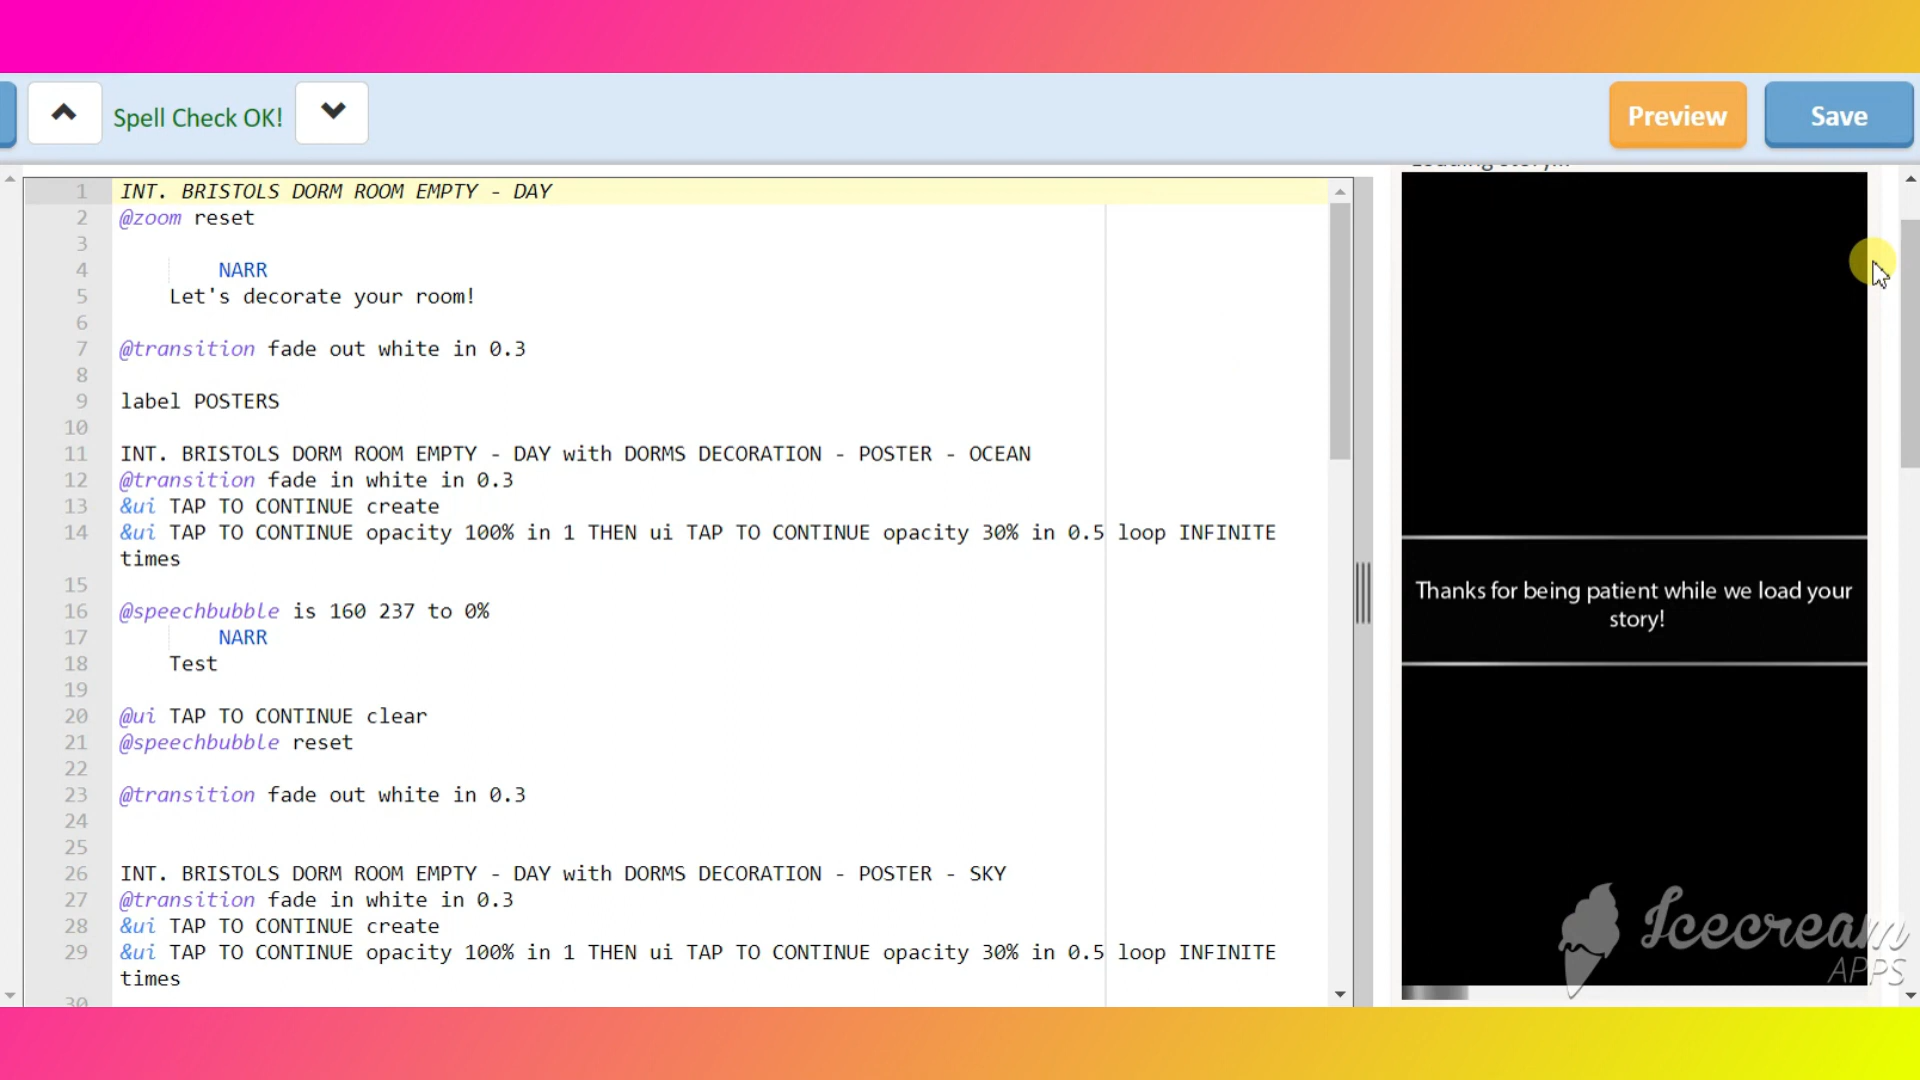 Spell Check OK!
Preview
Save
Loading story...
1 INT. BRISTOLS DORM ROOM EMPTY - DAY
2 @zoom reset
3
4 NARR
5 Let's decorate your room!
6
7 @transition fade out white in 0.3
8
9 label POSTERS
10
11 INT. BRISTOLS DORM ROOM EMPTY - DAY with DORMS DECORATION - POSTER - OCEAN
12 @transition fade in white in 0.3
13 &ui TAP TO CONTINUE create
14 &ui TAP TO CONTINUE opacity 100% in 1 THEN ui TAP TO CONTINUE opacity 30% in 0.5 loop INFINITE
times
15
16 @speechbubble is 160 237 to 0%
17 NARR
18 Test
19
20 @ui TAP TO CONTINUE clear
21 @speechbubble reset
22
23 @transition fade out white in 0.3
24
25
26 INT. BRISTOLS DORM ROOM EMPTY - DAY with DORMS DECORATION - POSTER - SKY
27 @transition fade in white in 0.3
28 &ui TAP TO CONTINUE create
29 &ui TAP TO CONTINUE opacity 100% in 1 THEN ui TAP TO CONTINUE opacity 30% in 0.5 loop INFINITE
times
30
Thanks for being patient while we load your
story!
Icecream
APPS